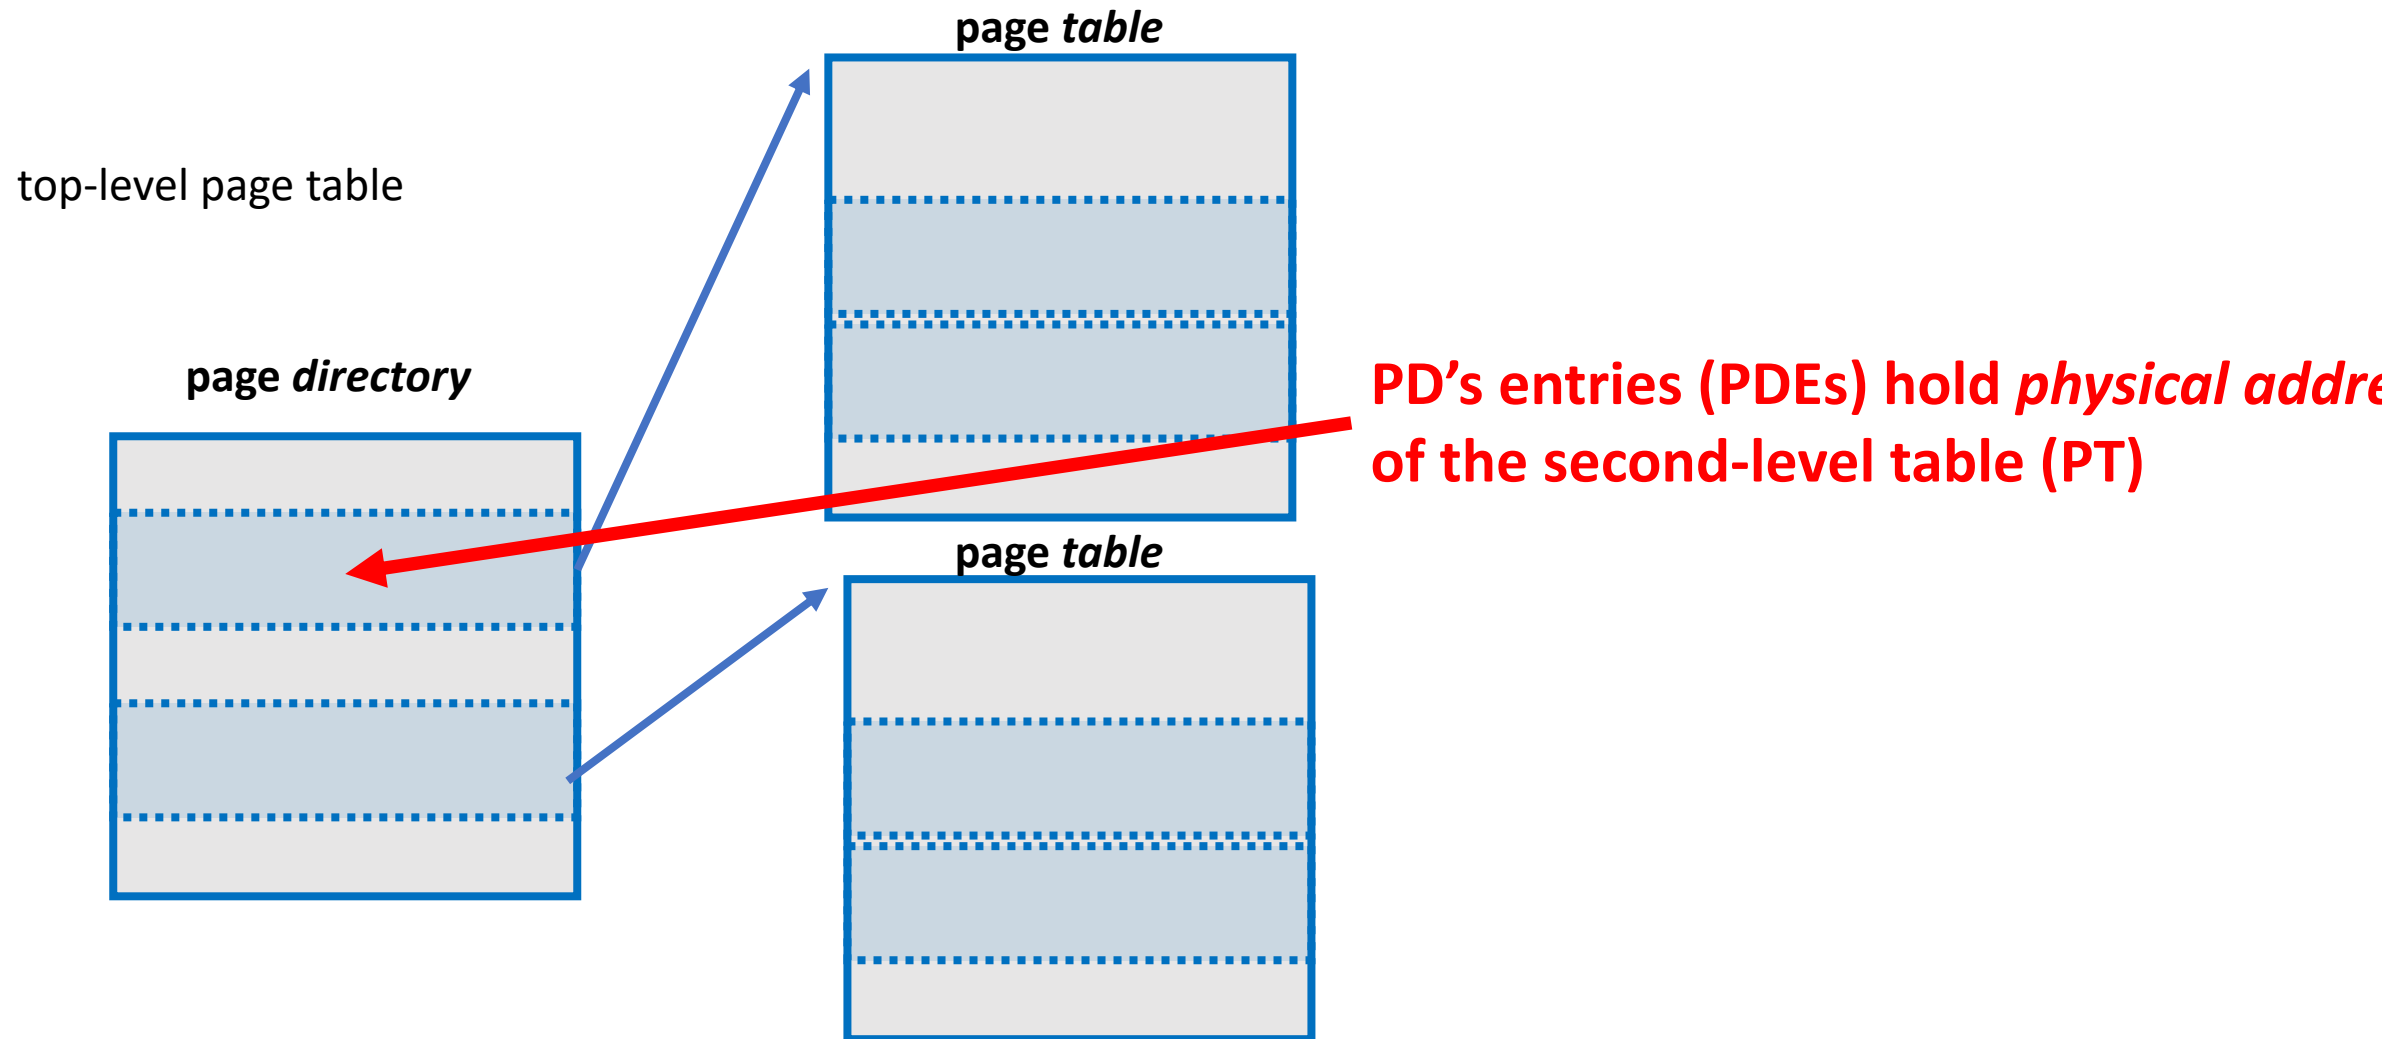 page table
top-level page table
page directory
PD's entries (PDEs) hold physical
of the second-level table (PT)
page table